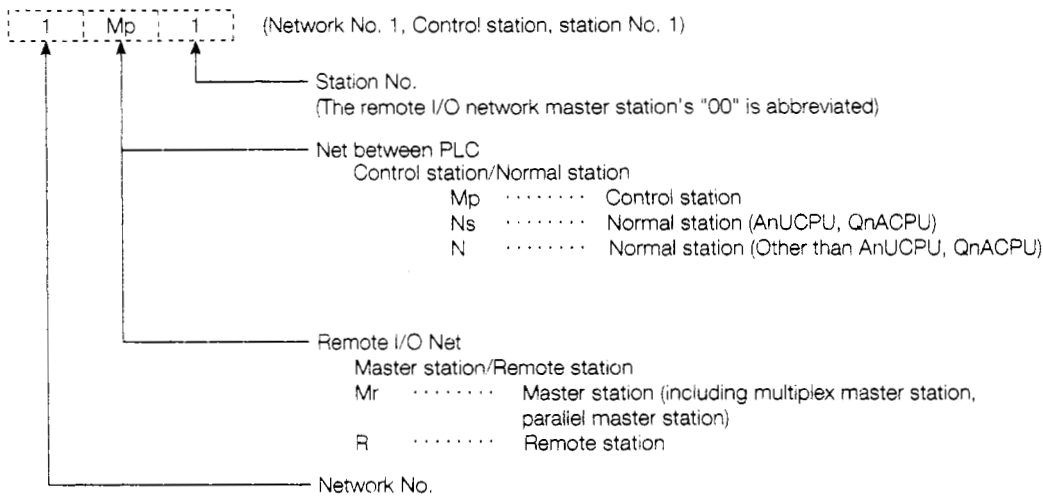 1 Mp 1 (Network No. 1, Control station, station No. 1)
Station No.
(The remote I/O network master station's "00" is abbreviated)
Net between PLC
Control station/Normal station
Mp ········ Control station
Ns ········ Normal station (AnUCPU, QnACPU)
N ········ Normal station (Other than AnUCPU, QnACPU)
Remote I/O Net
Master station/Remote station
Mr ········ Master station (including multiplex master station,
parallel master station)
R ········ Remote station
Network No.